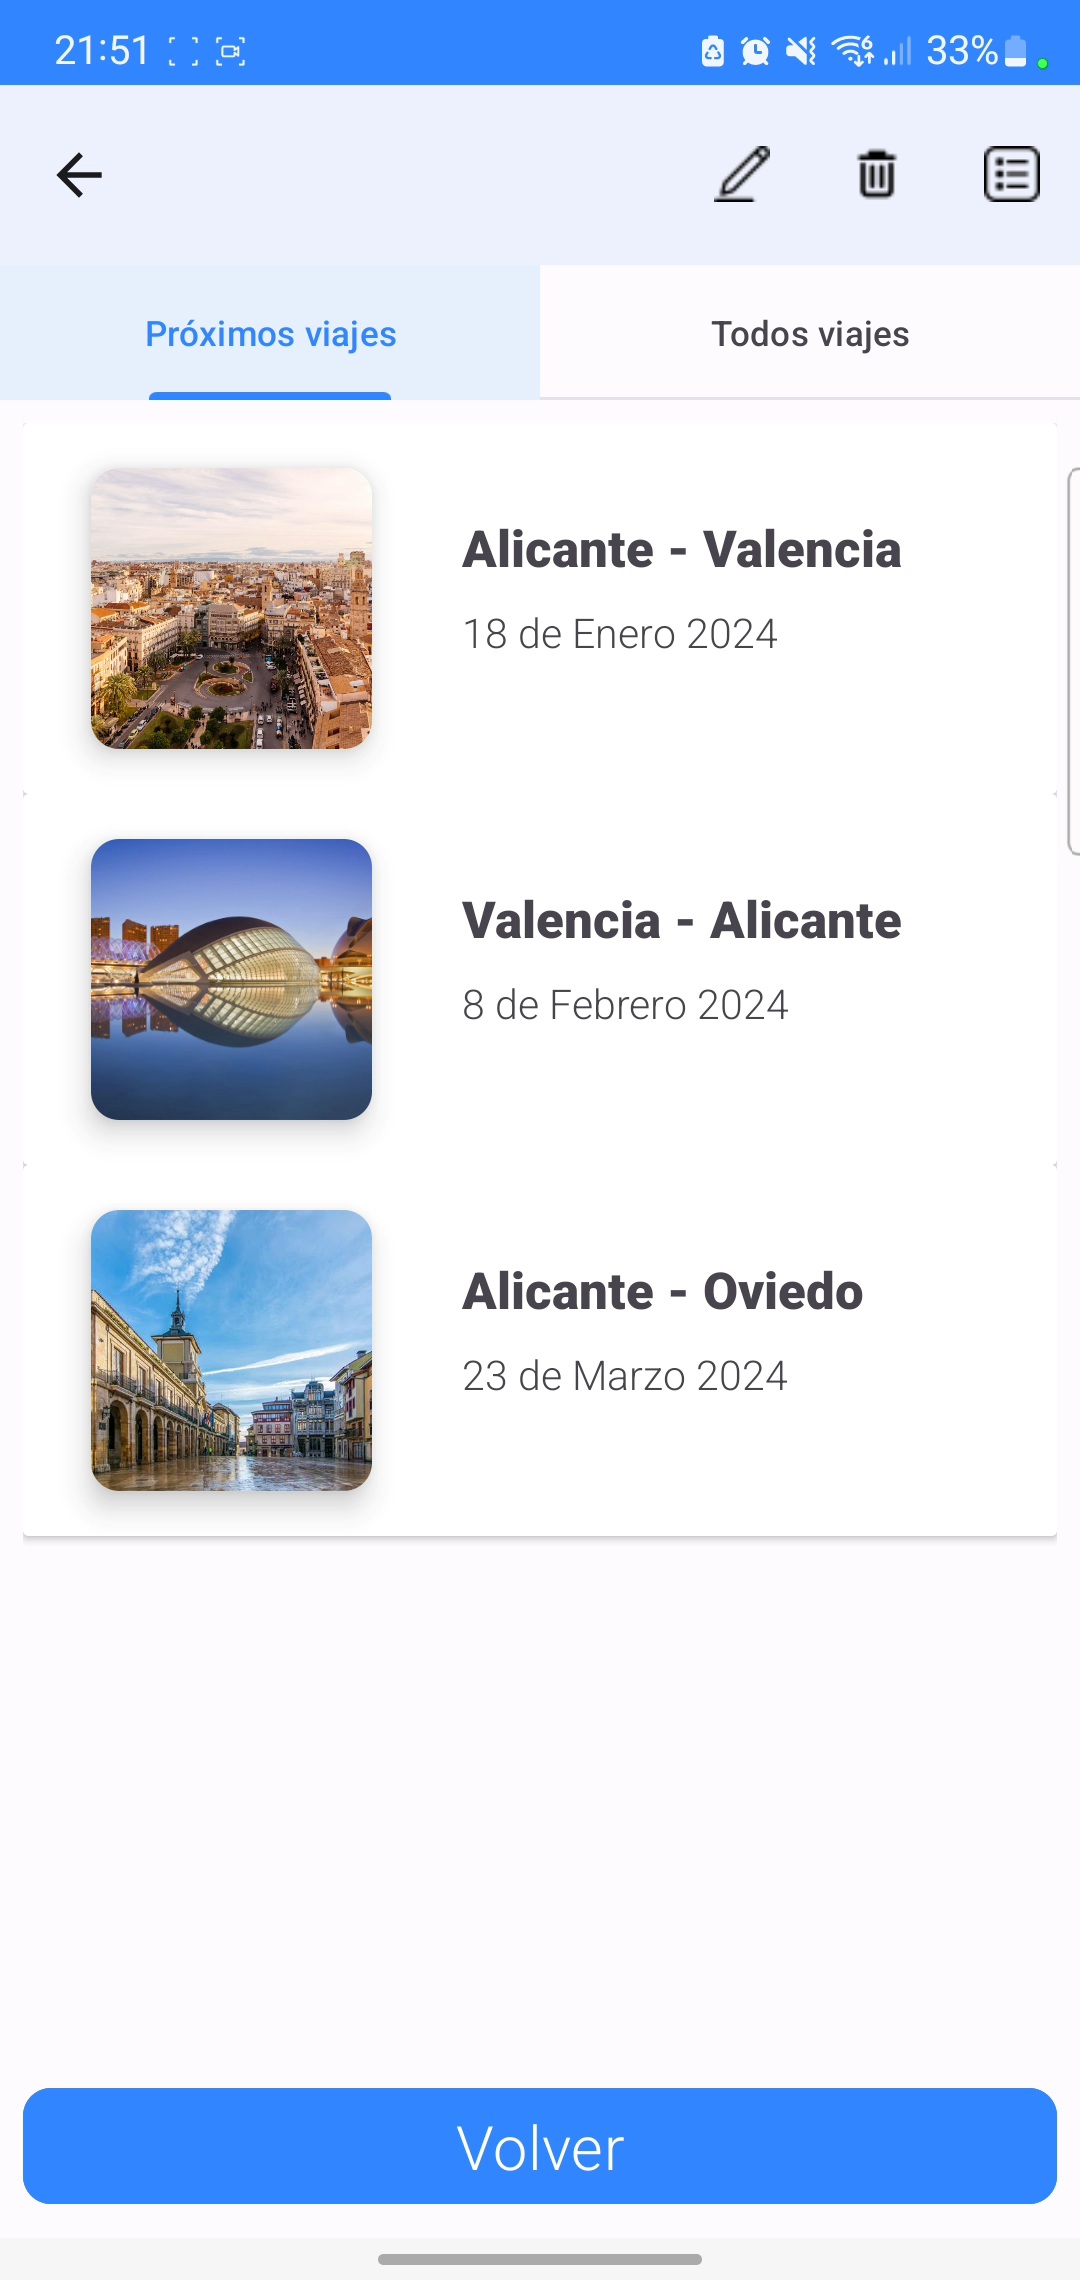 21:51
33%
Próximos viajes
Todos viajes
Alicante - Valencia
18 de Enero 2024
Valencia - Alicante
8 de Febrero 2024
Alicante - Oviedo
23 de Marzo 2024
Volver